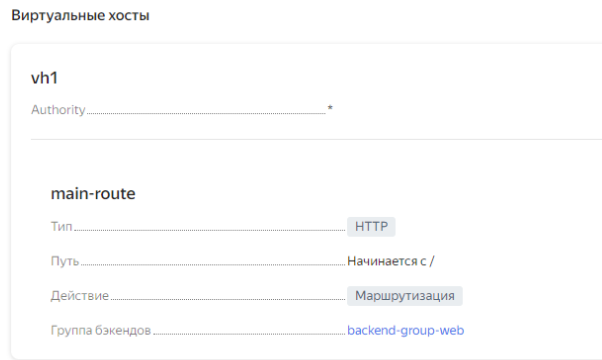 Виртуальные хосты
vh1
Authority *
main-route
Тип HTTP
Путь Начинается с /
Действие Маршрутизация
Группа бэкендов backend-group-web